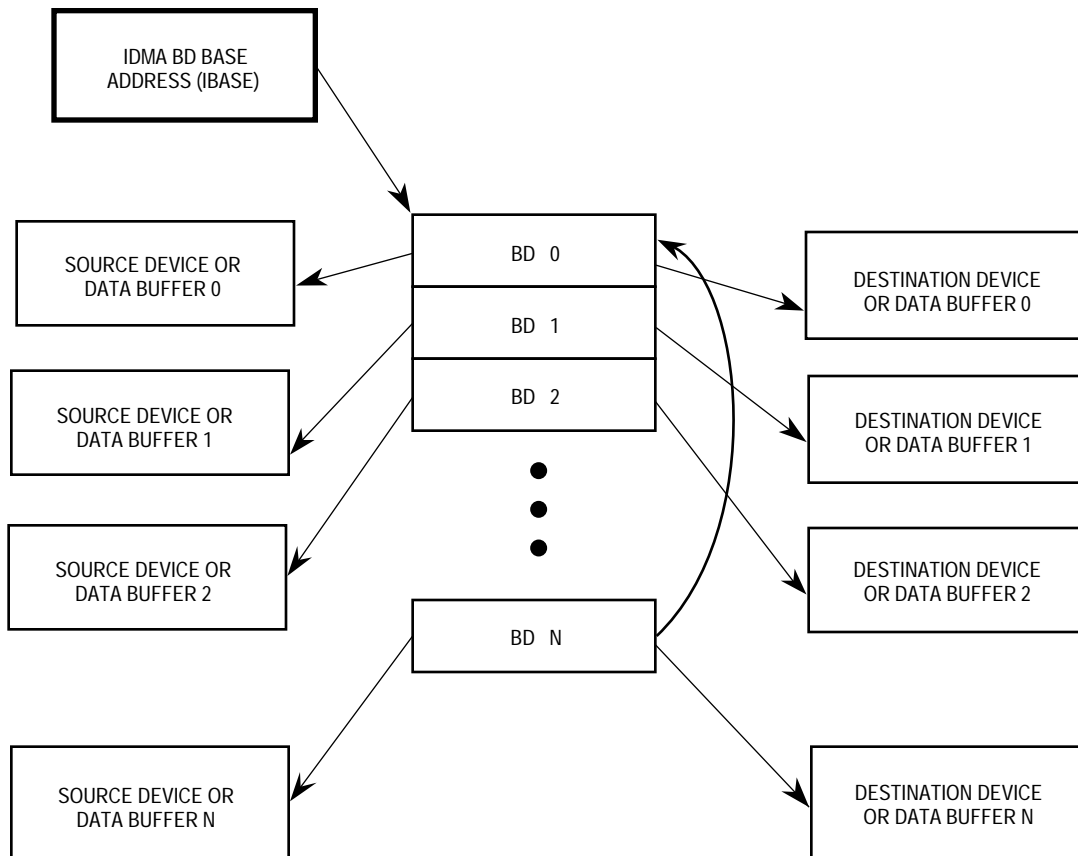 IDMA BD BASE
ADDRESS (IBASE)
SOURCE DEVICE OR
DATA BUFFER 0
BD 0
DESTINATION DEVICE
OR DATA BUFFER 0
SOURCE DEVICE OR
DATA BUFFER 1
BD 1
DESTINATION DEVICE
OR DATA BUFFER 1
BD 2
SOURCE DEVICE OR
DATA BUFFER 2
DESTINATION DEVICE
OR DATA BUFFER 2
BD N
SOURCE DEVICE OR
DATA BUFFER N
DESTINATION DEVICE
OR DATA BUFFER N